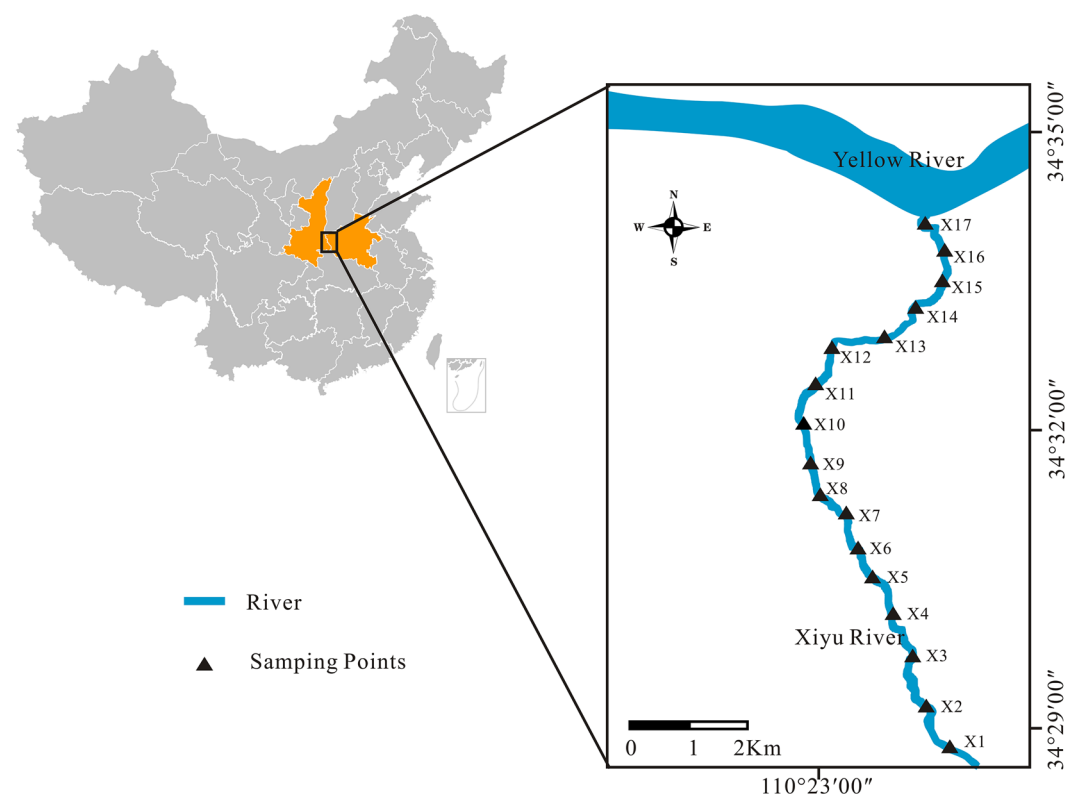 34°35′00″
Yellow River
N
W
E
S
X17
X16
X15
X14
X13
X12
X11
34°32′00″
X10
X9
X8
X7
X6
X5
River
X4
Xiyu River
X3
Samping Points
X2
34°29′00″
X1
0 1 2Km
110°23′00″